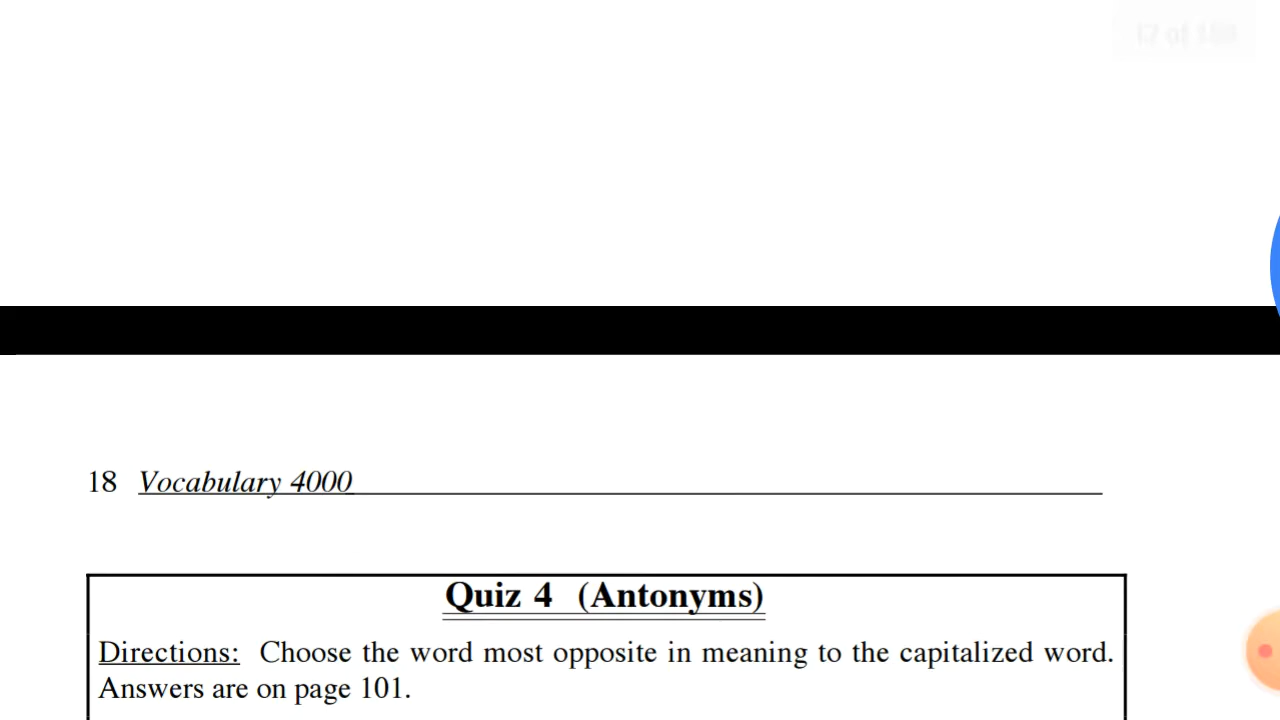 18 Vocabulary 4000
Quiz 4 (Antonyms)
Directions: Choose the word most opposite in meaning to the capitalized word.
Answers are on page 101.